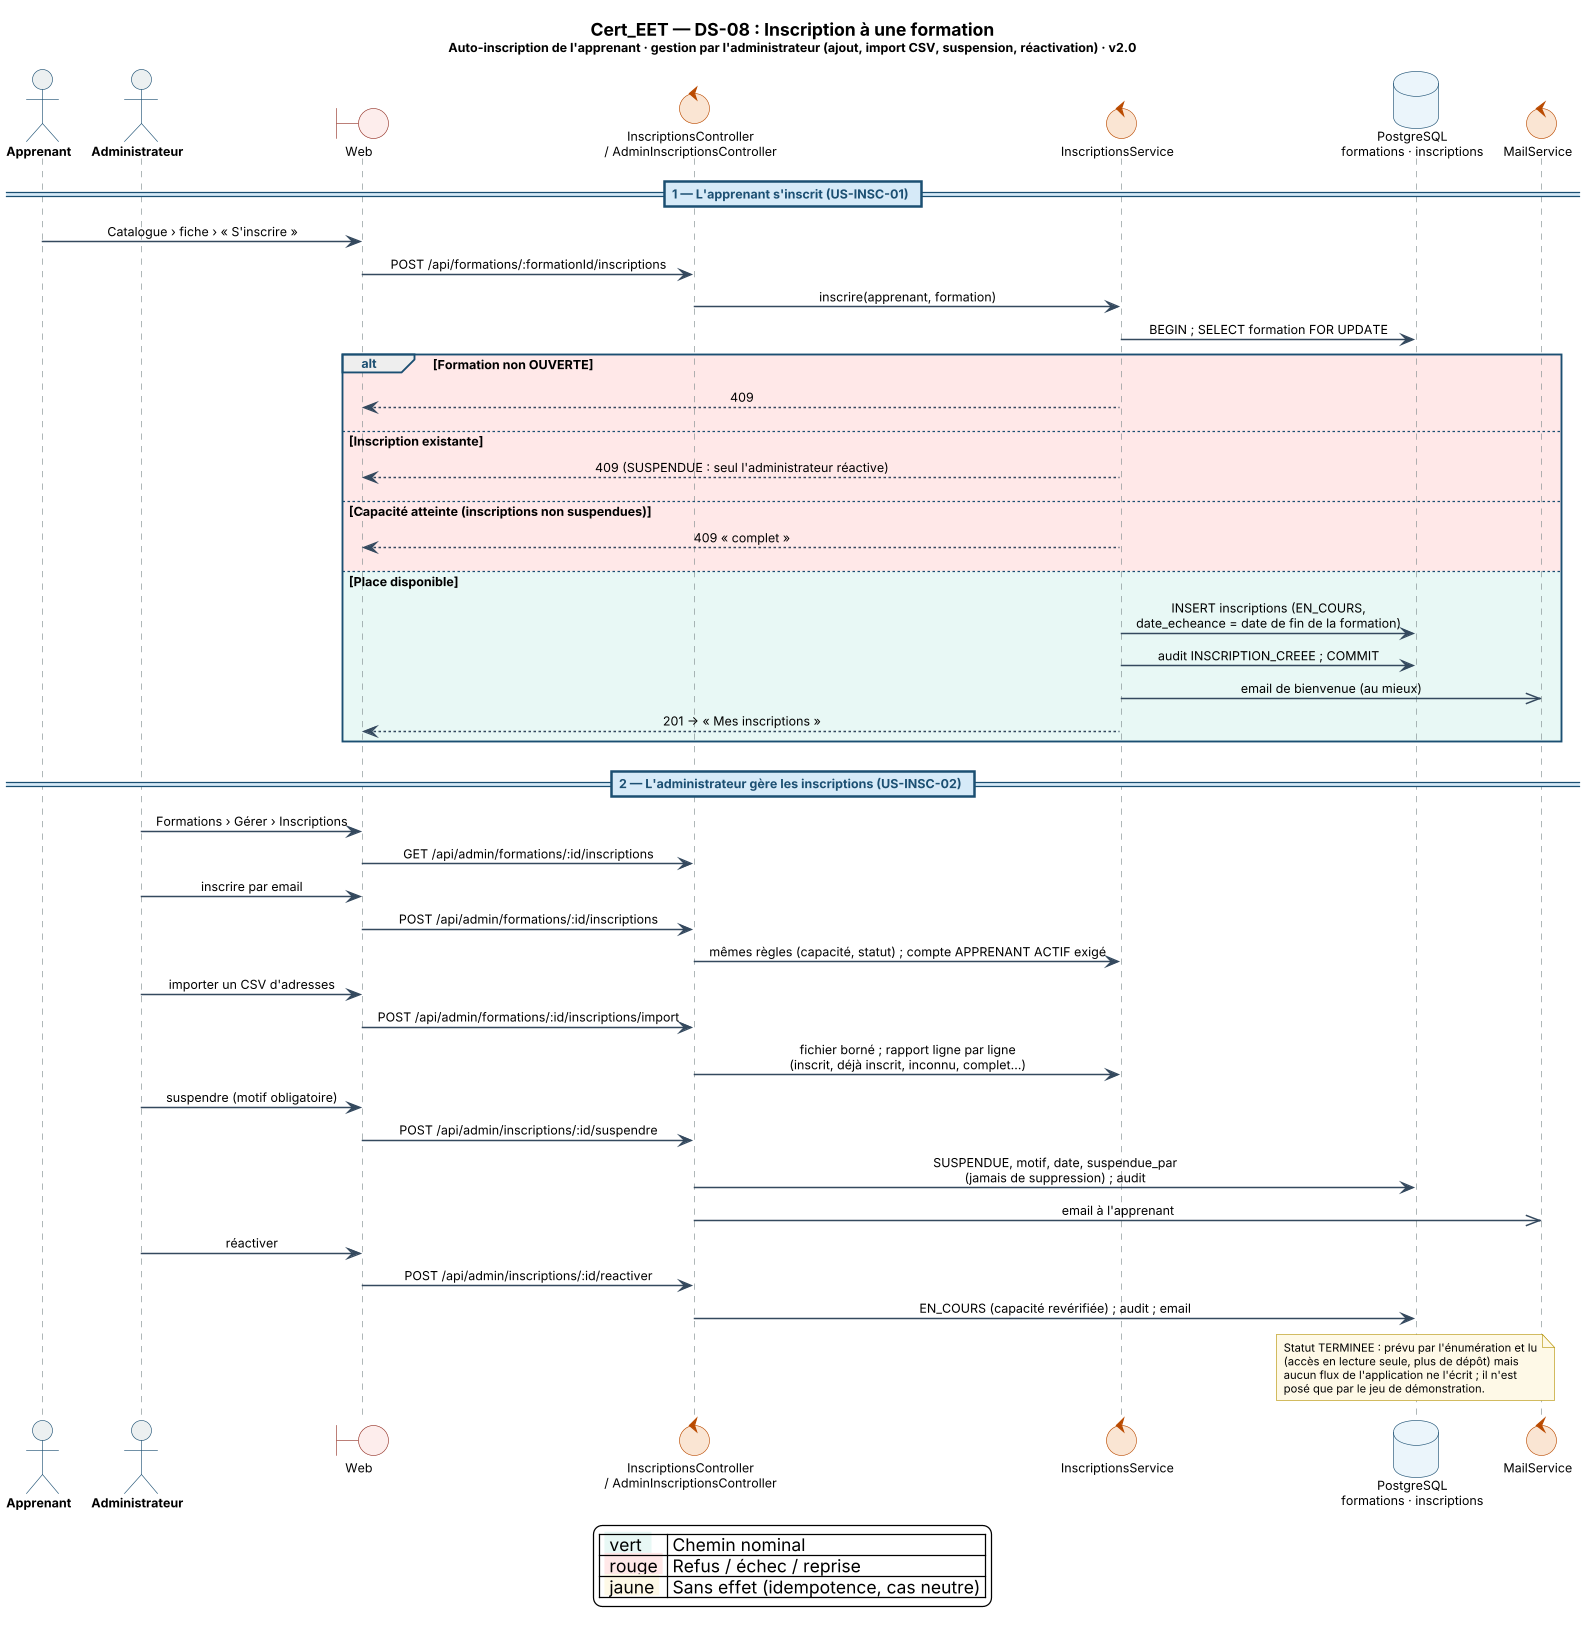 Cert_EET — DS-08 : Inscription à une formation
Auto-inscription de l'apprenant · gestion par l'administrateur (ajout, import CSV, suspension, réactivation) · v2.0
Apprenant
Administrateur
Web
InscriptionsController
/ AdminInscriptionsController
InscriptionsService
PostgreSQL
formations · inscriptions
MailService
1 — L'apprenant s'inscrit (US-INSC-01)
Catalogue › fiche › « S'inscrire »
POST /api/formations/:formationId/inscriptions
inscrire(apprenant, formation)
BEGIN ; SELECT formation FOR UPDATE
alt
[Formation non OUVERTE]
409
[Inscription existante]
409 (SUSPENDUE : seul l'administrateur réactive)
[Capacité atteinte (inscriptions non suspendues)]
409 « complet »
[Place disponible]
INSERT inscriptions (EN_COURS,
date_echeance = date de fin de la formation)
audit INSCRIPTION_CREEE ; COMMIT
email de bienvenue (au mieux)
201 → « Mes inscriptions »
2 — L'administrateur gère les inscriptions (US-INSC-02)
Formations › Gérer › Inscriptions
GET /api/admin/formations/:id/inscriptions
inscrire par email
POST /api/admin/formations/:id/inscriptions
mêmes règles (capacité, statut) ; compte APPRENANT ACTIF exigé
importer un CSV d'adresses
POST /api/admin/formations/:id/inscriptions/import
fichier borné ; rapport ligne par ligne
(inscrit, déjà inscrit, inconnu, complet...)
suspendre (motif obligatoire)
POST /api/admin/inscriptions/:id/suspendre
SUSPENDUE, motif, date, suspendue_par
(jamais de suppression) ; audit
email à l'apprenant
réactiver
POST /api/admin/inscriptions/:id/reactiver
EN_COURS (capacité revérifiée) ; audit ; email
Statut TERMINEE : prévu par l'énumération et lu
(accès en lecture seule, plus de dépôt) mais
aucun flux de l'application ne l'écrit ; il n'est
posé que par le jeu de démonstration.
Apprenant
Administrateur
Web
InscriptionsController
/ AdminInscriptionsController
InscriptionsService
PostgreSQL
formations · inscriptions
MailService
vert Chemin nominal
rouge Refus / échec / reprise
jaune Sans effet (idempotence, cas neutre)